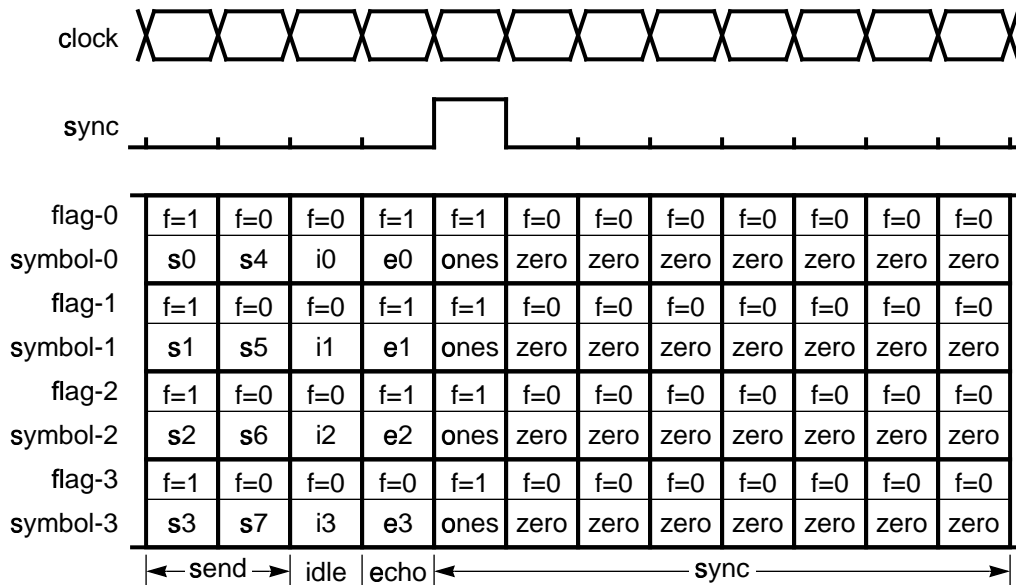 clock
sync
flag-0 f=1 f=0 f=0 f=1 f=1 f=0 f=0 f=0 f=0 f=0 f=0 f=0
symbol-0 s0 s4 i0 e0 ones zero zero zero zero zero zero zero
flag-1 f=1 f=0 f=0 f=1 f=1 f=0 f=0 f=0 f=0 f=0 f=0 f=0
symbol-1 s1 s5 i1 e1 ones zero zero zero zero zero zero zero
flag-2 f=1 f=0 f=0 f=1 f=1 f=0 f=0 f=0 f=0 f=0 f=0 f=0
symbol-2 s2 s6 i2 e2 ones zero zero zero zero zero zero zero
flag-3 f=1 f=0 f=0 f=0 f=1 f=0 f=0 f=0 f=0 f=0 f=0 f=0
symbol-3 s3 s7 i3 e3 ones zero zero zero zero zero zero zero
send idle echo sync